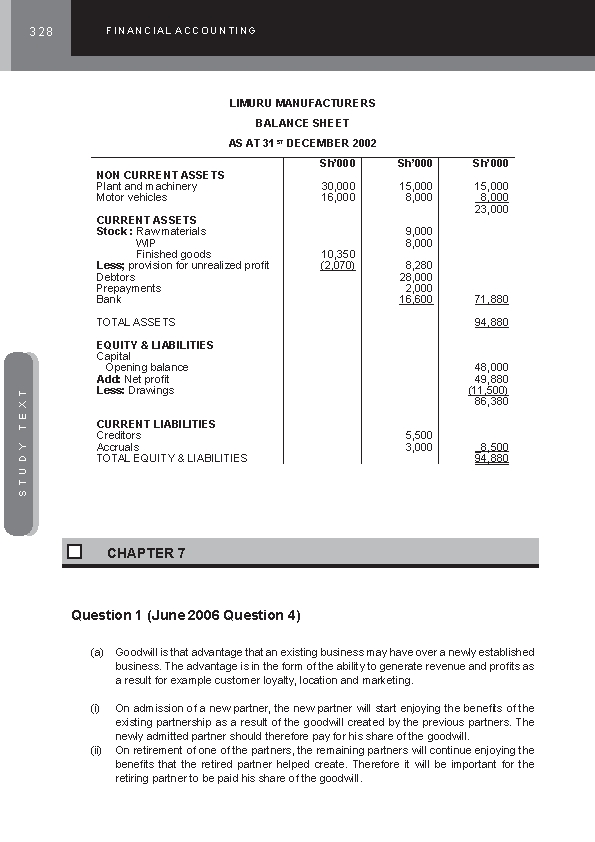 328
FINANCIAL ACCOUNTING
LIMURU MANUFACTURERS
BALANCE SHEET
AS AT 31 ST DECEMBER 2002
Sh'000 Sh'000 Sh'000
NON CURRENT ASSETS
Plant and machinery 30,000 15,000 15,000
Motor vehicles 16,000 8,000 8,000
23,000
CURRENT ASSETS
Stock : Raw materials 9,000
WIP 8,000
Finished goods 10,350
Less; provision for unrealized profit (2,070) 8,280
Debtors 28,000
Prepayments 2,000
Bank 16,600 71,880
TOTAL ASSETS 94,880
EQUITY & LIABILITIES
Capital
Opening balance 48,000
Add: Net profit 49,880
Less: Drawings (11,500)
86,380
CURRENT LIABILITIES
Creditors 5,500
Accruals 3,000 8,500
TOTAL EQUITY & LIABILITIES 94,880
STUDY TEXT
CHAPTER 7
Question 1 (June 2006 Question 4)
(a) Goodwill is that advantage that an existing business may have over a newly established
business. The advantage is in the form of the ability to generate revenue and profits as
a result for example customer loyalty, location and marketing.
(i) On admission of a new partner, the new partner will start enjoying the benefits of the
existing partnership as a result of the goodwill created by the previous partners. The
newly admitted partner should therefore pay for his share of the goodwill.
(ii) On retirement of one of the partners, the remaining partners will continue enjoying the
benefits that the retired partner helped create. Therefore it will be important for the
retiring partner to be paid his share of the goodwill.